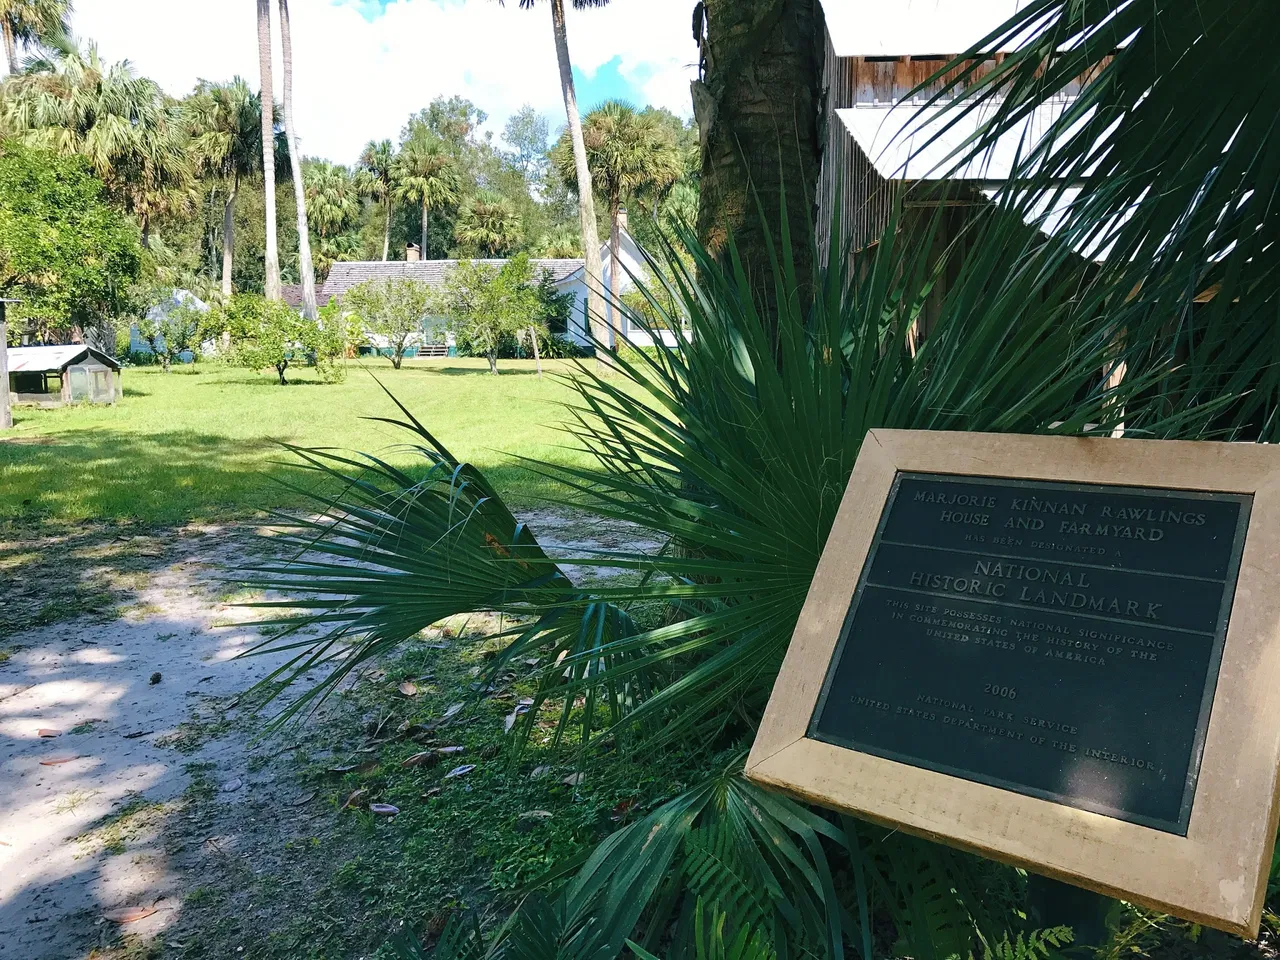 MARJORIE KINNAN RAWLINGS
HOUSE AND FARMYARD
HAS BEEN DESIGNATED A
NATIONAL
HISTORIC LANDMARK
THIS SITE POSSESSES NATIONAL SIGNIFICANCE
IN COMMEMORATING THE HISTORY OF THE
UNITED STATES OF AMERICA
2006
NATIONAL PARK SERVICE
UNITED STATES DEPARTMENT OF THE INTERIOR